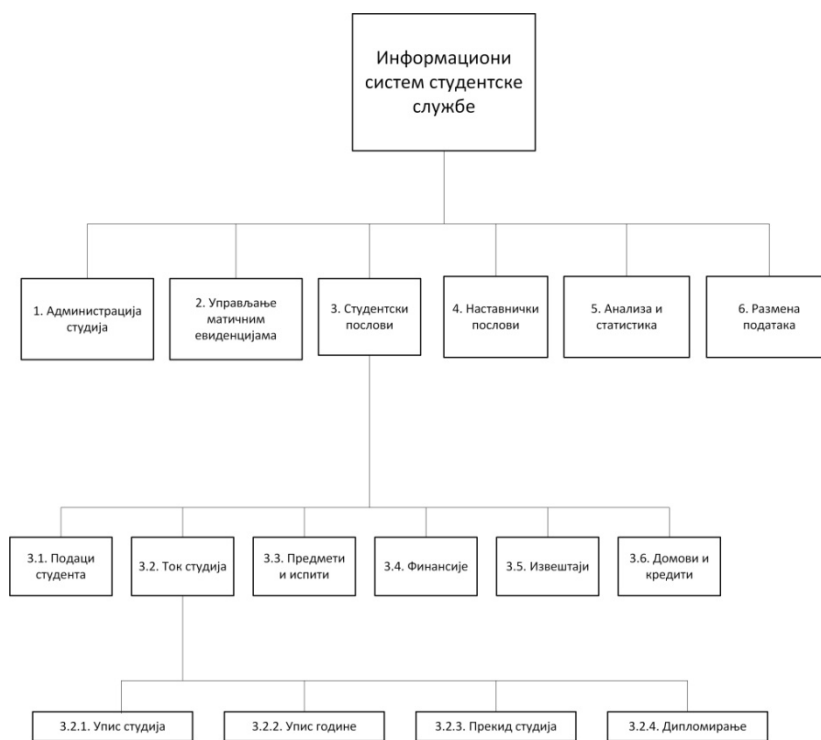 Информациони
систем студентске
службе
1. Администрација
студија
2. Управљање
матичним
евиденцијама
3. Студентски
послови
4. Наставнички
послови
5. Анализа и
статистика
6. Размена
података
3.1. Подаци
студента
3.2. Ток студија
3.3. Предмети
и испити
3.4. Финансије
3.5. Извештаји
3.6. Домови и
кредити
3.2.1. Упис студија
3.2.2. Упис године
3.2.3. Прекид студија
3.2.4. Дипломирање